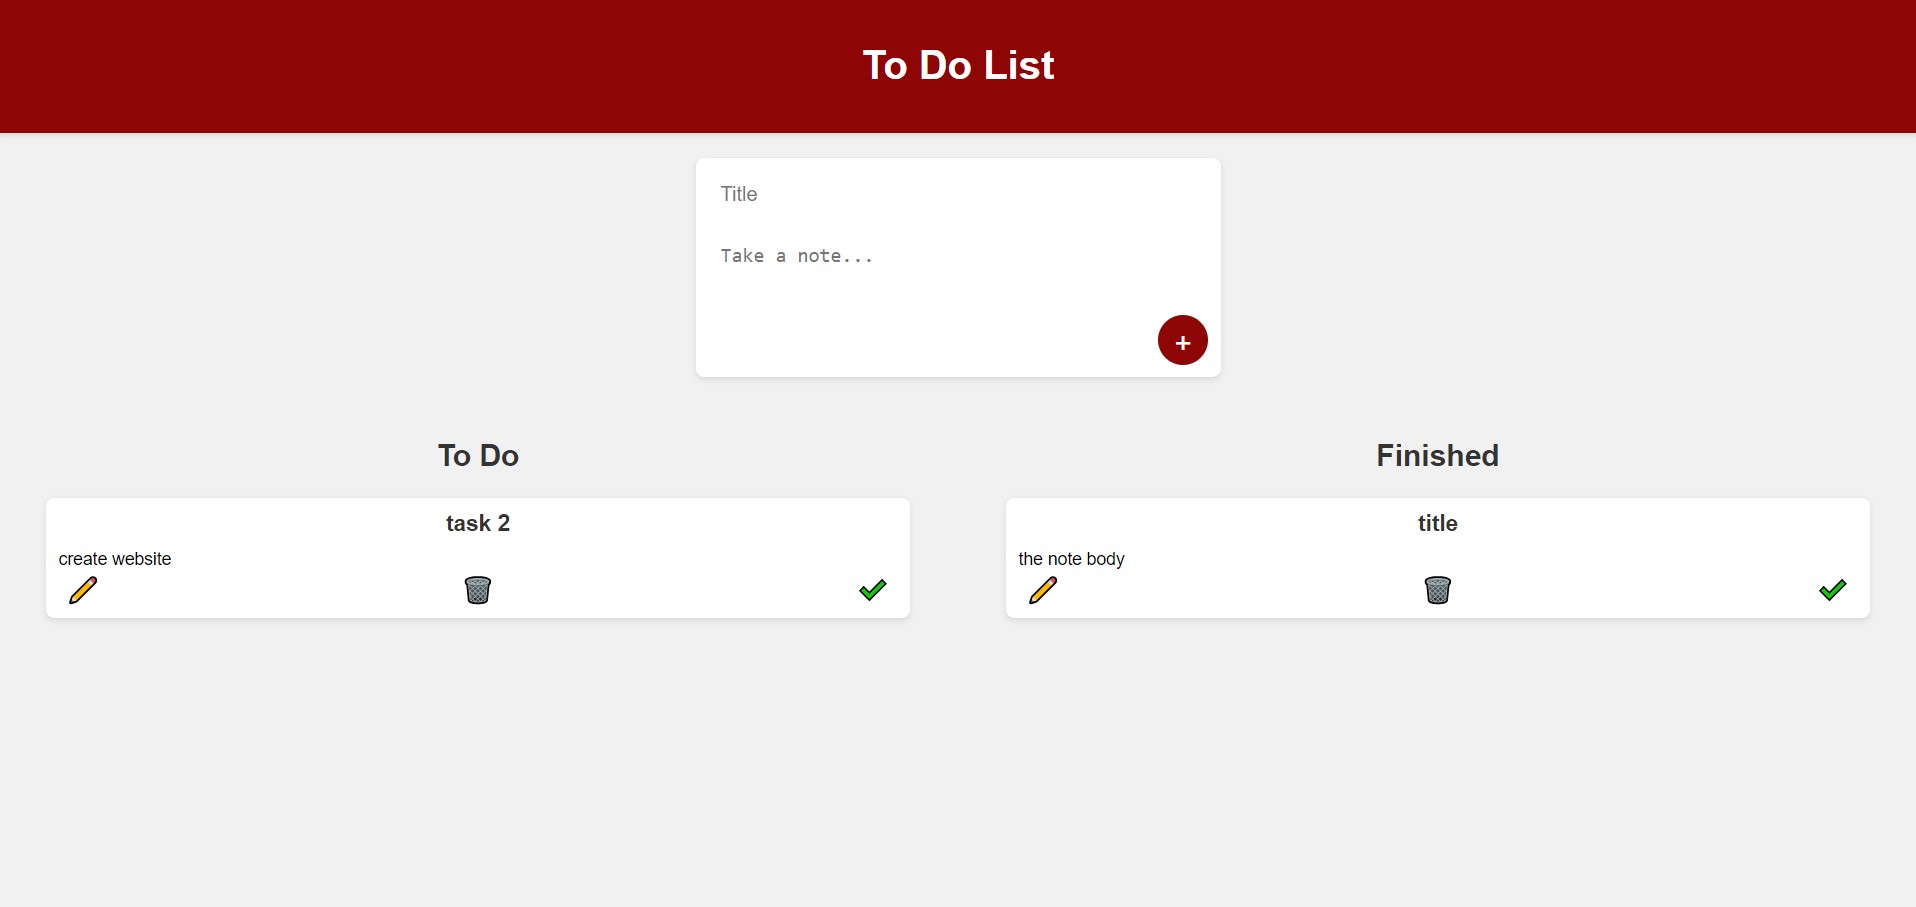 To Do List
Title
Take a note...
+
To Do
task 2
create website
Finished
title
the note body